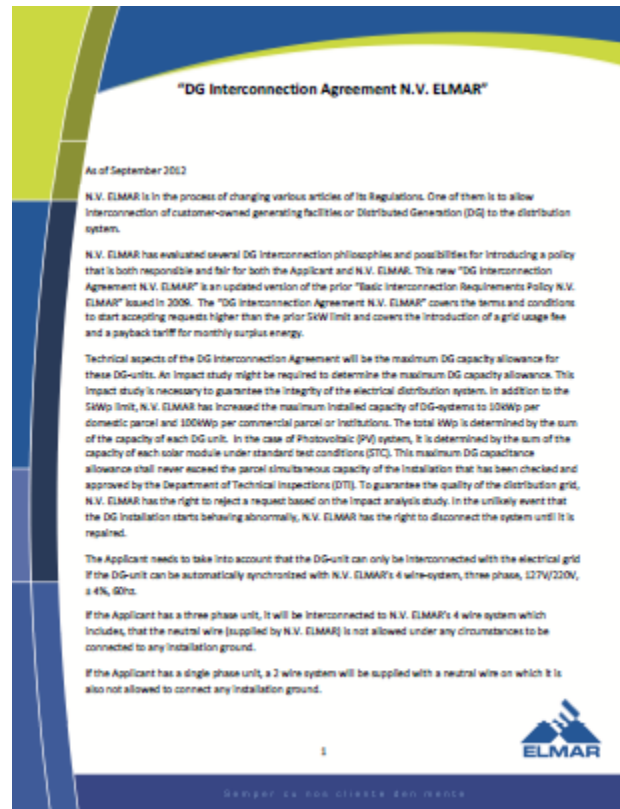 "DG Interconnection Agreement N.V. ELMAR"
As of September 2012
N.V. ELMAR is in the process of changing various articles of its Regulations. One of them is to allow
interconnection of customer-owned generating facilities or Distributed Generation (DG) to the distribution
system.
N.V. ELMAR has evaluated several DG interconnection philosophies and possibilities for introducing a policy
that is both responsible and fair for both the Applicant and N.V. ELMAR. This new "DG Interconnection
Agreement N.V. ELMAR" is an updated version of the prior "Basic Interconnection Requirements Policy N.V.
ELMAR" issued in 2009. The "DG Interconnection Agreement N.V. ELMAR" covers the terms and conditions
to start accepting requests higher than the prior 5kW limit and covers the introduction of a grid usage fee
and a payback tariff for monthly surplus energy.
Technical aspects of the DG Interconnection Agreement will be the maximum DG capacity allowance for
these DG-units. An impact study might be required to determine the maximum DG capacity allowance. This
impact study is necessary to guarantee the integrity of the electrical distribution system. In addition to the
5kWp limit, N.V. ELMAR has increased the maximum installed capacity of DG-systems to 10kWp per
domestic parcel and 100kWp per commercial parcel or institutions. The total kWp is determined by the sum
of the capacity of each DG unit. In the case of Photovoltaic (PV) system, it is determined by the sum of the
capacity of each solar module under standard test conditions (STC). This maximum DG capacitance
allowance shall never exceed the parcel simultaneous capacity of the installation that has been checked and
approved by the Department of Technical Inspections (DTI). To guarantee the quality of the distribution grid,
N.V. ELMAR has the right to reject a request based on the impact analysis study. In the unlikely event that
the DG installation starts behaving abnormally, N.V. ELMAR has the right to disconnect the system until it is
repaired.
The Applicant needs to take into account that the DG-unit can only be interconnected with the electrical grid
if the DG-unit can be automatically synchronized with N.V. ELMAR's 4 wire-system, three phase, 127V/220V,
± 4%, 60hz.
If the Applicant has a three phase unit, it will be interconnected to N.V. ELMAR's 4 wire system which
includes, that the neutral wire (supplied by N.V. ELMAR) is not allowed under any circumstances to be
connected to any installation ground.
If the Applicant has a single phase unit, a 2 wire system will be supplied with a neutral wire on which it is
also not allowed to connect any installation ground.
1
ELMAR
Semper cu nos cliente den mente